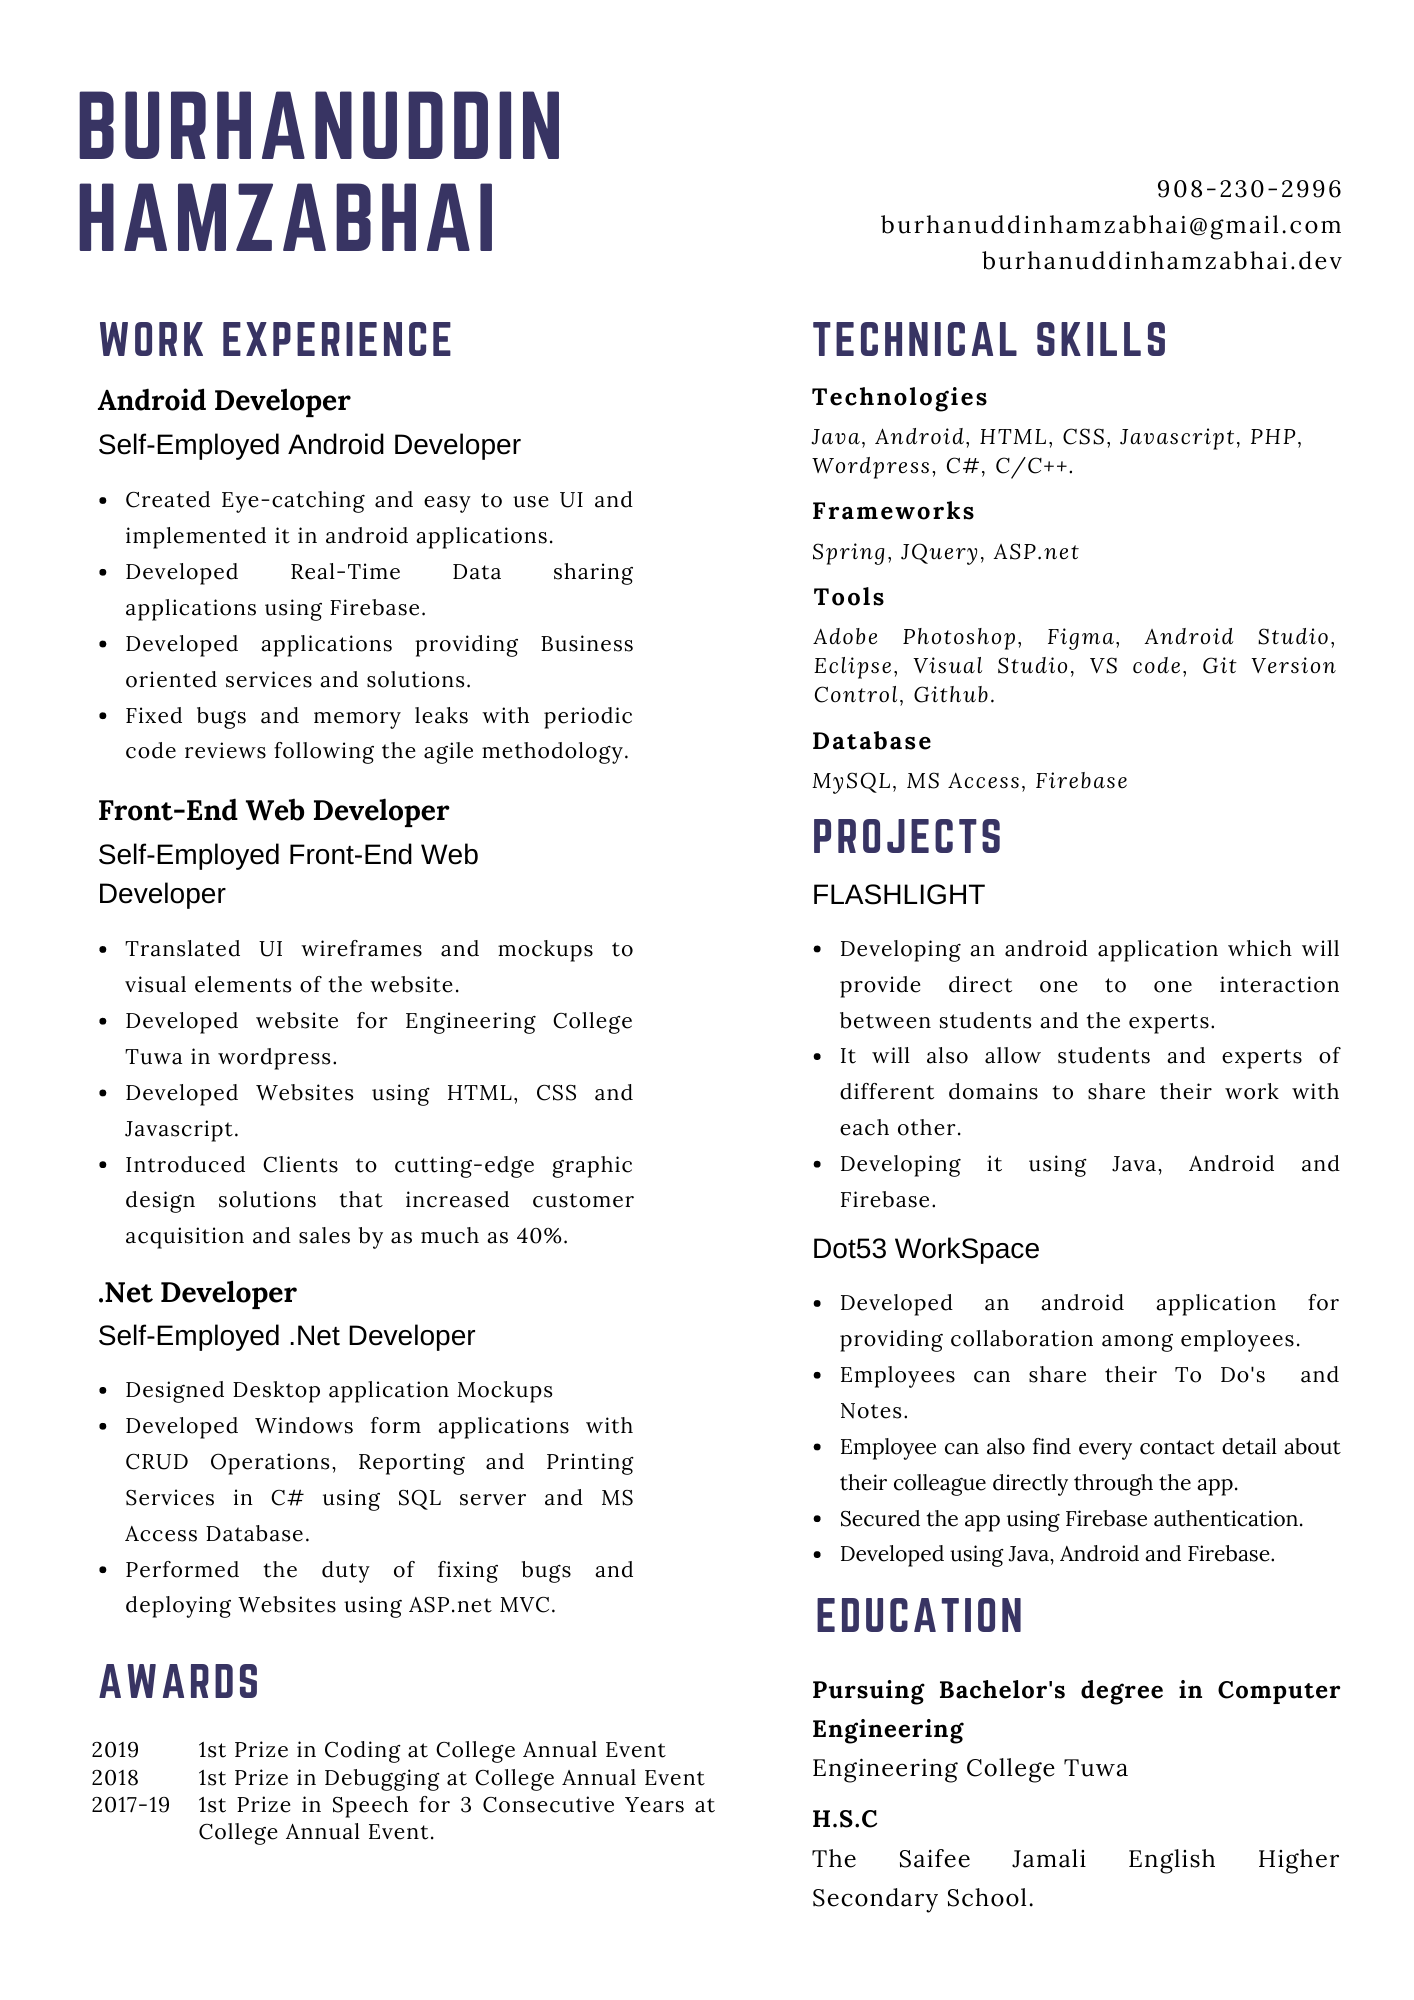 BURHANUDDIN
HAMZABHAI
908-230-2996
burhanuddinhamzabhai@gmail.com
burhanuddinhamzabhai.dev
WORK EXPERIENCE
Android Developer
Self-Employed Android Developer
• Created Eye-catching and easy to use UI and
implemented it in android applications.
• Developed Real-Time Data sharing
applications using Firebase.
• Developed applications providing Business
oriented services and solutions.
• Fixed bugs and memory leaks with periodic
code reviews following the agile methodology.
Front-End Web Developer
Self-Employed Front-End Web
Developer
• Translated UI wireframes and mockups to
visual elements of the website.
• Developed website for Engineering College
Tuwa in wordpress.
• Developed Websites using HTML, CSS and
Javascript.
• Introduced Clients to cutting-edge graphic
design solutions that increased customer
acquisition and sales by as much as 40%.
.Net Developer
Self-Employed .Net Developer
• Designed Desktop application Mockups
• Developed Windows form applications with
CRUD Operations, Reporting and Printing
Services in C# using SQL server and MS
Access Database.
• Performed the duty of fixing bugs and
deploying Websites using ASP.net MVC.
AWARDS
2019 1st Prize in Coding at College Annual Event
2018 1st Prize in Debugging at College Annual Event
2017-19 1st Prize in Speech for 3 Consecutive Years at
College Annual Event.
TECHNICAL SKILLS
Technologies
Java, Android, HTML, CSS, Javascript, PHP,
Wordpress, C#, C/C++.
Frameworks
Spring, JQuery, ASP.net
Tools
Adobe Photoshop, Figma, Android Studio,
Eclipse, Visual Studio, VS code, Git Version
Control, Github.
Database
MySQL, MS Access, Firebase
PROJECTS
FLASHLIGHT
• Developing an android application which will
provide direct one to one interaction
between students and the experts.
• It will also allow students and experts of
different domains to share their work with
each other.
• Developing it using Java, Android and
Firebase.
Dot53 WorkSpace
• Developed an android application for
providing collaboration among employees.
• Employees can share their To Do's and
Notes.
• Employee can also find every contact detail about
their colleague directly through the app.
• Secured the app using Firebase authentication.
• Developed using Java, Android and Firebase.
EDUCATION
Pursuing Bachelor's degree in Computer
Engineering
Engineering College Tuwa
H.S.C
The Saifee Jamali English Higher
Secondary School.